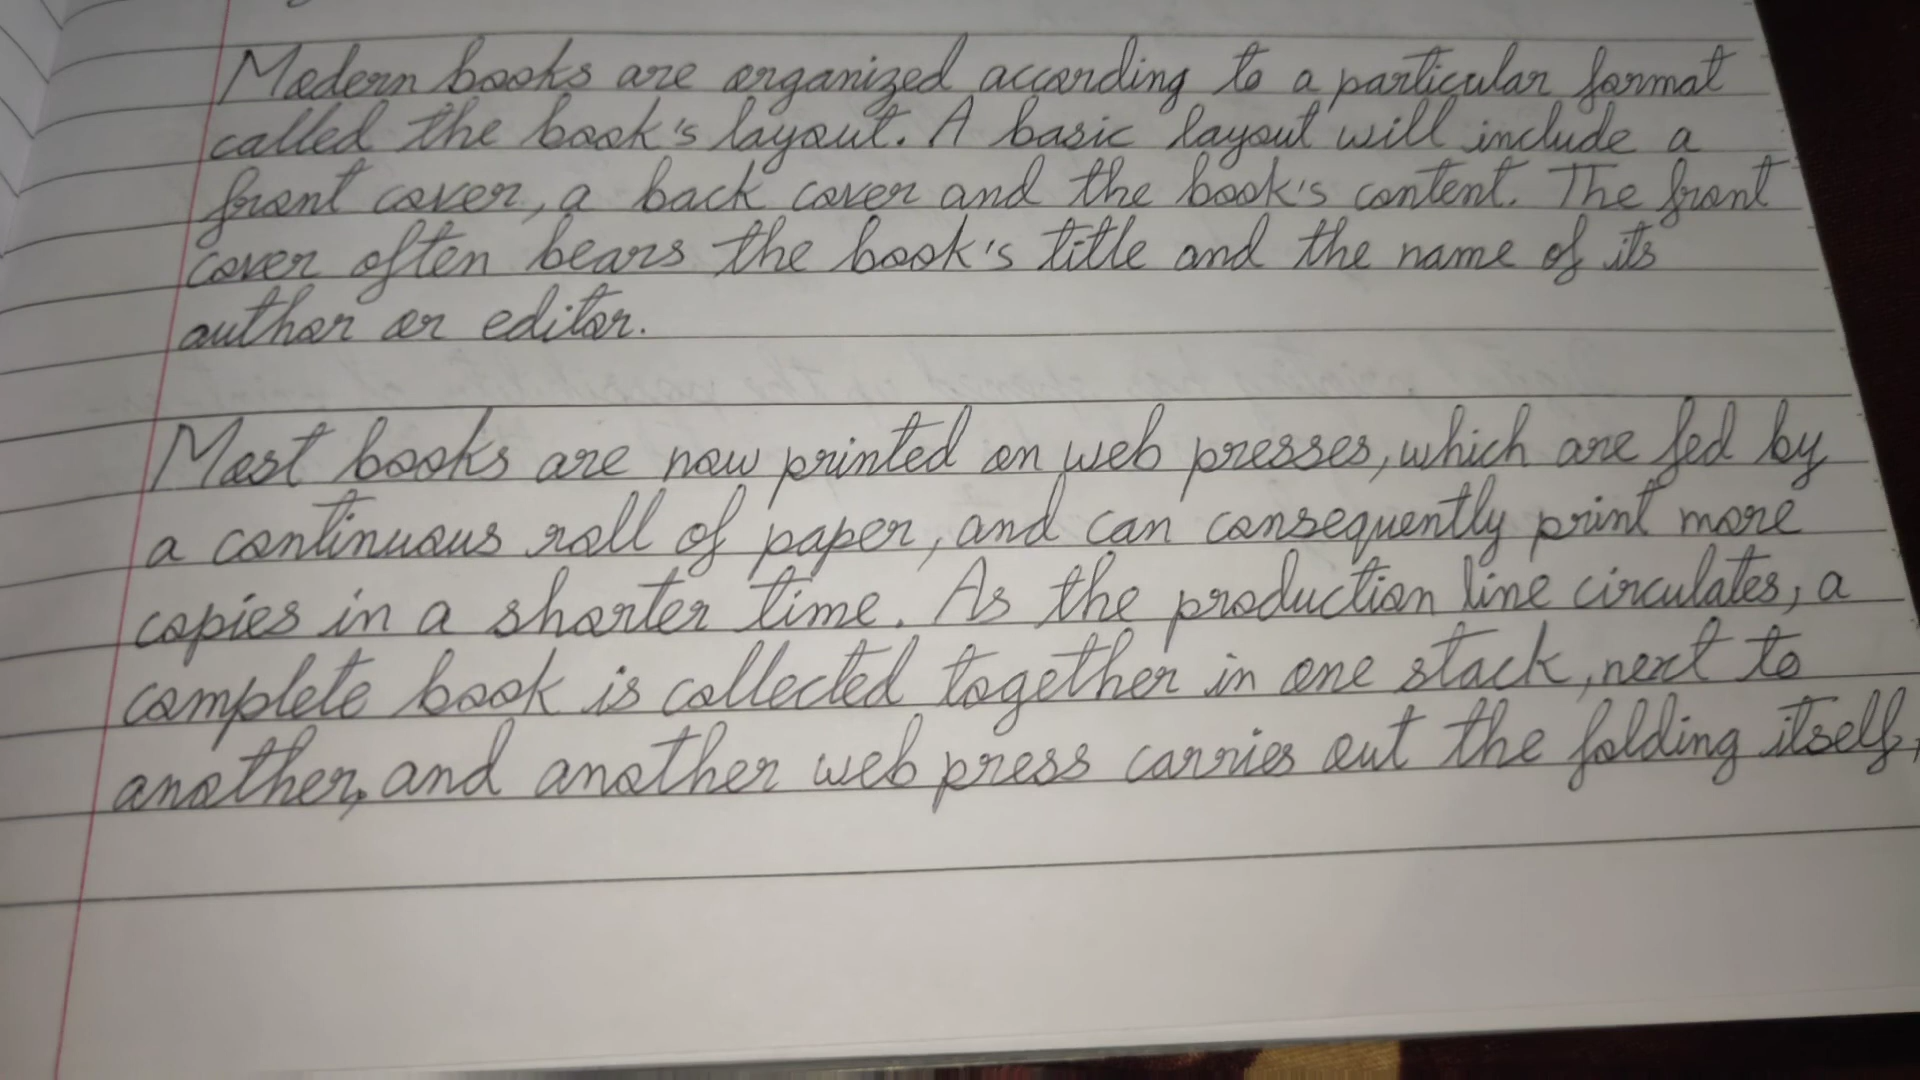 Modern books are organized according to a particular format
called the book's layout. A basic layout will include a
front cover, a back cover and the book's content. The front
cover often bears the book's title and the name of its
author or editor.
Most books are now printed on web presses, which are fed by
a continuous roll of paper, and can consequently print more
copies in a shorter time. As the production line circulates, a
complete book is collected together in one stack, next to
another, and another web press carries out the folding itself,